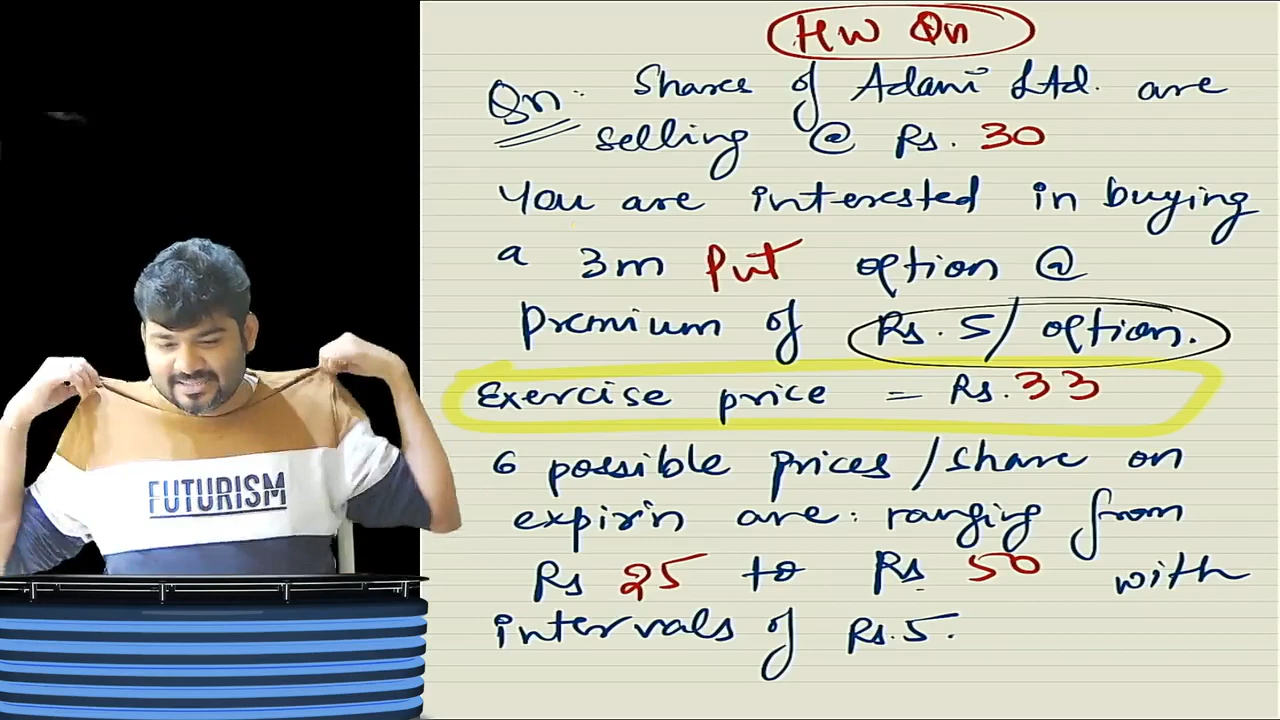 HW Qn
Qn: Shares of Adani Ltd. are
selling @ Rs. 30
You are interested in buying
a 3m Put option @
premium of Rs. 5/option.
Exercise price = Rs. 33
6 possible prices/share on
expirin are: ranging from
Rs 25 to Rs 50 with
intervals of Rs. 5.
FUTURISM